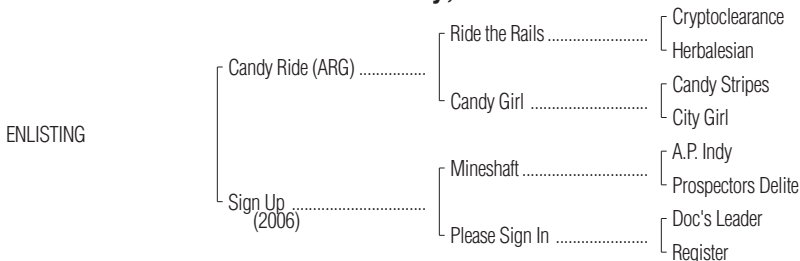 Cryptoclearance
Ride the Rails ......................
Herbalesian
Candy Ride (ARG) ................
Candy Stripes
Candy Girl .........................
City Girl
ENLISTING
A.P. Indy
Mineshaft ...........................
Prospectors Delite
Sign Up ...............................
(2006)
Doc's Leader
Please Sign In ....................
Register